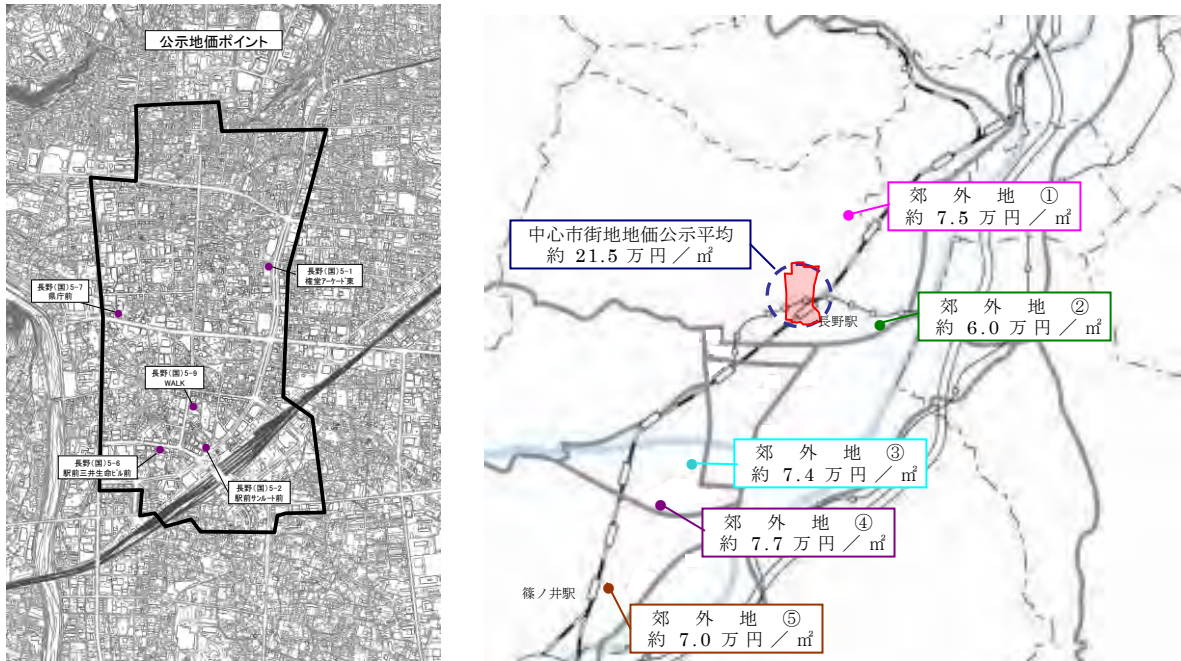 公示地価ポイント
長野(国)5-1
権堂アーケード東
長野(国)5-7
県庁前
長野(国)5-9
WALK
長野(国)5-6
駅前三井生命ビル前
長野(国)5-2
駅前サンルート前
郊外地①
約7.5万円/㎡
中心市街地地価公示平均
約21.5万円/㎡
長野駅
郊外地②
約6.0万円/㎡
郊外地③
約7.4万円/㎡
郊外地④
約7.7万円/㎡
篠ノ井駅
郊外地⑤
約7.0万円/㎡